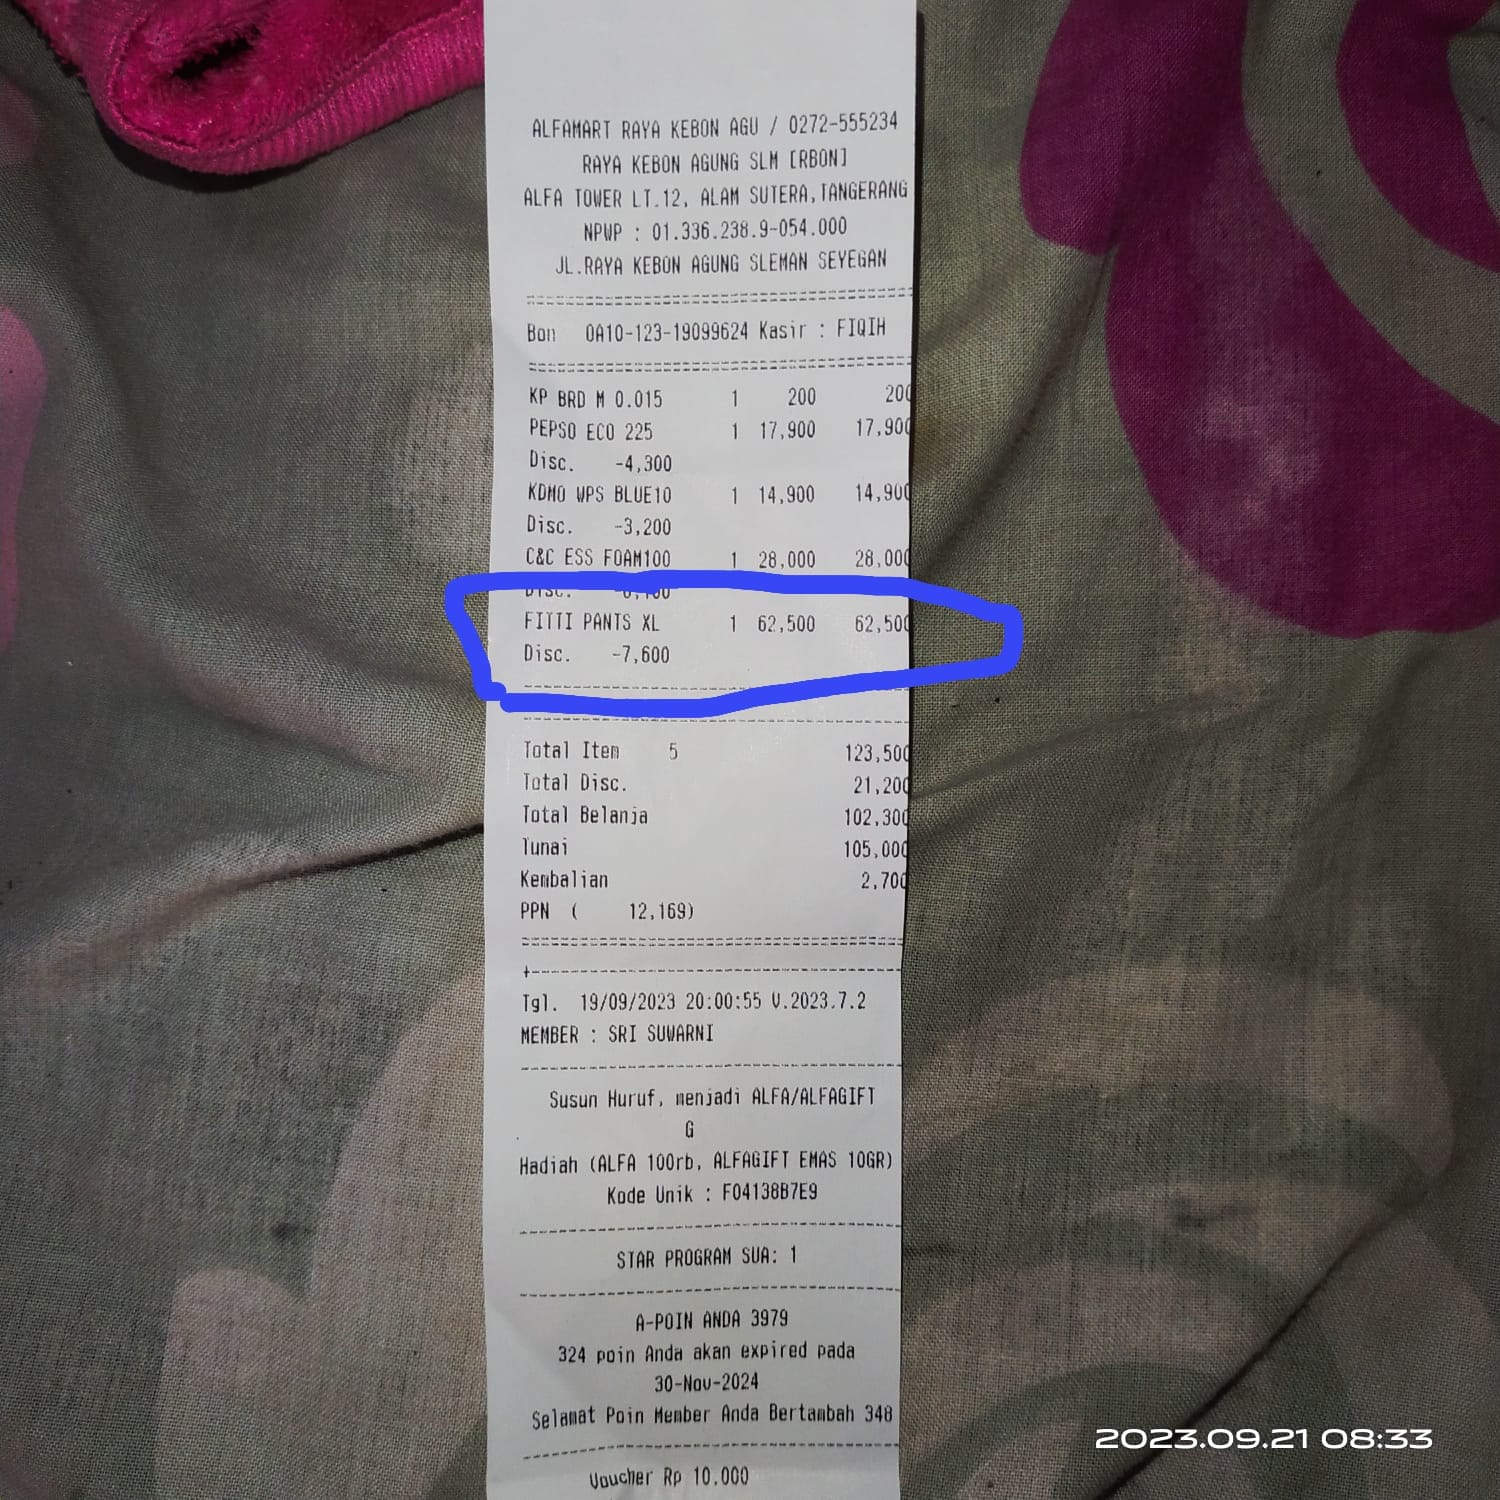 ALFAMART RAYA KEBON AGU / 0272-555234
RAYA KEBON AGUNG SLM [RBON]
ALFA TOWER LT.12, ALAM SUTERA,TANGERANG
NPWP : 01.336.238.9-054.000
JL.RAYA KEBON AGUNG SLEMAN SEYEGAN
Bon 0A10-123-19099624 Kasir : FIQIH
KP BRD M 0.015 1 200 200
PEPSO ECO 225 1 17,900 17,900
Disc. -4,300
KDMO WPS BLUE10 1 14,900 14,900
Disc. -3,200
C&C ESS FOAM100 1 28,000 28,000
Disc. -6,100
FITTI PANTS XL 1 62,500 62,500
Disc. -7,600
Total Item 5 123,500
Total Disc. 21,200
Total Belanja 102,300
Tunai 105,000
Kembalian 2,700
PPN ( 12,169)
Tgl. 19/09/2023 20:00:55 V.2023.7.2
MEMBER : SRI SUWARNI
Susun Huruf, menjadi ALFA/ALFAGIFT
G
Hadiah (ALFA 100rb, ALFAGIFT EMAS 10GR)
Kode Unik : F04138B7E9
STAR PROGRAM SUA: 1
A-POIN ANDA 3979
324 poin Anda akan expired pada
30-Nov-2024
Selamat Poin Member Anda Bertambah 348
Voucher Rp 10.000
2023.09.21 08:33